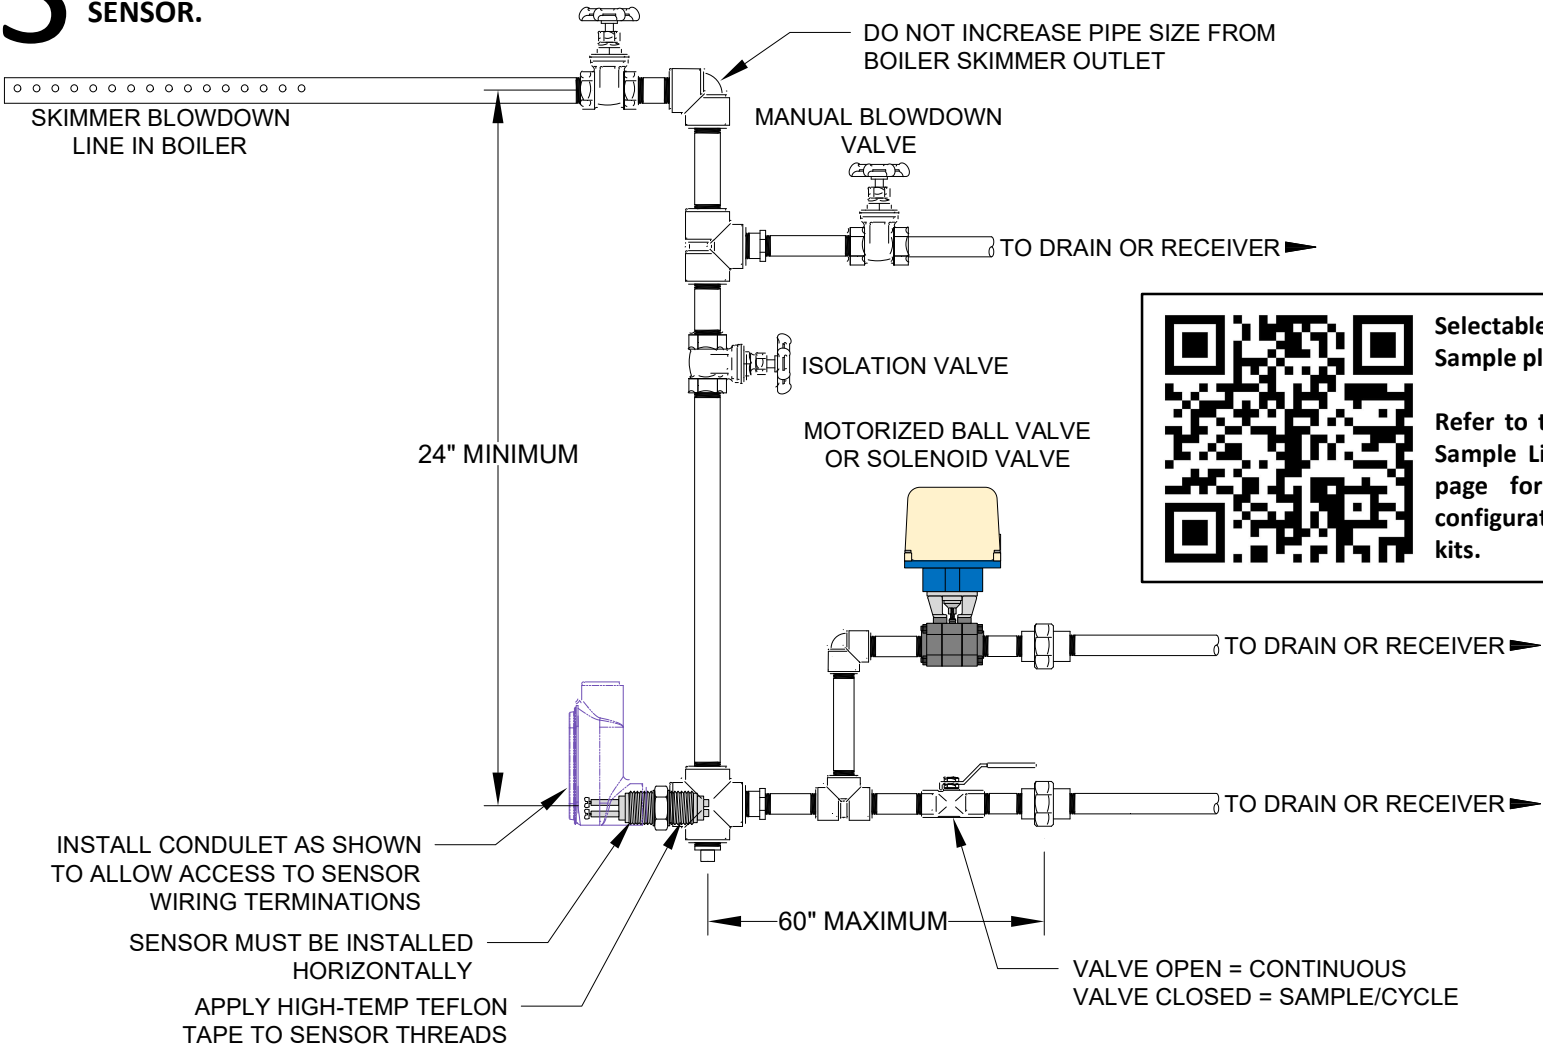 SENSOR.
DO NOT INCREASE PIPE SIZE FROM
BOILER SKIMMER OUTLET
SKIMMER BLOWDOWN
LINE IN BOILER
MANUAL BLOWDOWN
VALVE
TO DRAIN OR RECEIVER
ISOLATION VALVE
Selectable
Sample pl
Refer to t
Sample Li
page for
configurat
kits.
24" MINIMUM
MOTORIZED BALL VALVE
OR SOLENOID VALVE
TO DRAIN OR RECEIVER
TO DRAIN OR RECEIVER
INSTALL CONDULET AS SHOWN
TO ALLOW ACCESS TO SENSOR
WIRING TERMINATIONS
60" MAXIMUM
SENSOR MUST BE INSTALLED
HORIZONTALLY
VALVE OPEN = CONTINUOUS
VALVE CLOSED = SAMPLE/CYCLE
APPLY HIGH-TEMP TEFLON
TAPE TO SENSOR THREADS